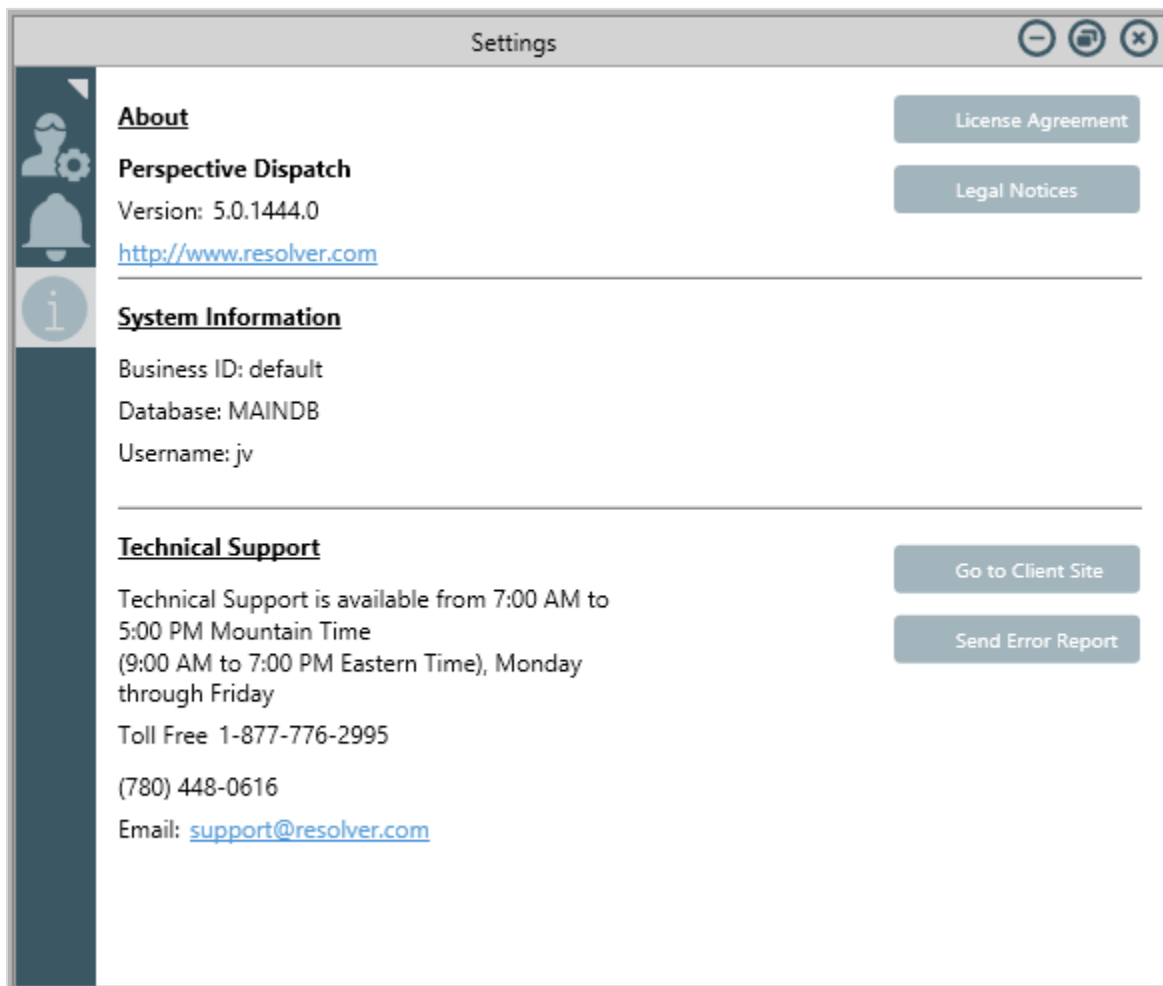 Settings
About
License Agreement
Perspective Dispatch
Legal Notices
Version: 5.0.1444.0
http://www.resolver.com
i
System Information
Business ID: default
Database: MAINDB
Username: jv
Technical Support
Go to Client Site
Technical Support is available from 7:00 AM to
5:00 PM Mountain Time
Send Error Report
(9:00 AM to 7:00 PM Eastern Time), Monday
through Friday
Toll Free 1-877-776-2995
(780) 448-0616
Email: support@resolver.com